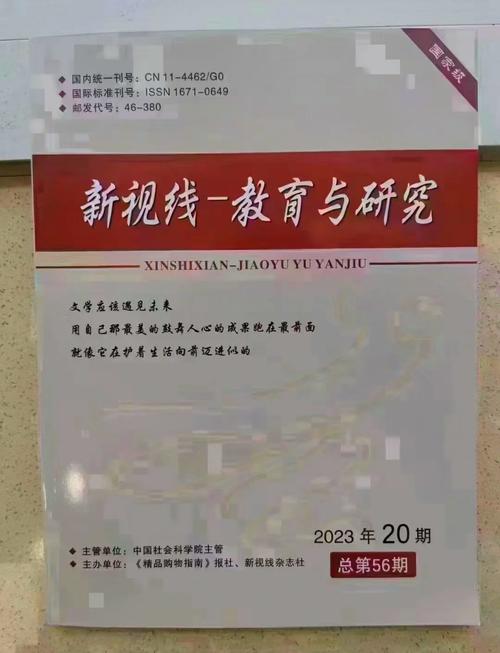 国家级
国内统一刊号：CN 11-4462/G0
国际标准刊号：ISSN 1671-0649
邮发代号：46-380
新视线-教育与研究
XINSHIXIAN-JIAOYU YU YANJIU
文学应该遇见未来
用自己那最美的鼓舞人心的成果跑在最前面
就像它在护着生活向前迈进似的
2023 年 20 期
总第56期
主管单位：中国社会科学院主管
主办单位：《精品购物指南》报社、新视线杂志社